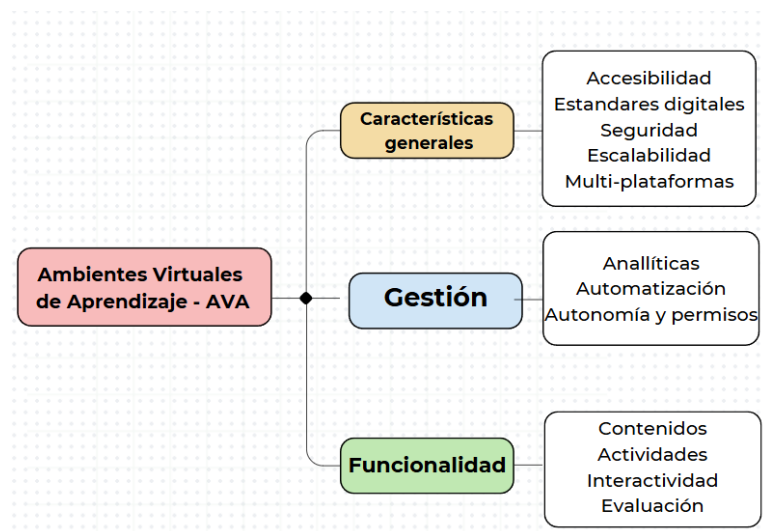 Ambientes Virtuales
de Aprendizaje - AVA
Características
generales
Accesibilidad
Estandares digitales
Seguridad
Escalabilidad
Multi-plataformas
Gestión
Anallíticas
Automatización
Autonomía y permisos
Funcionalidad
Contenidos
Actividades
Interactividad
Evaluación